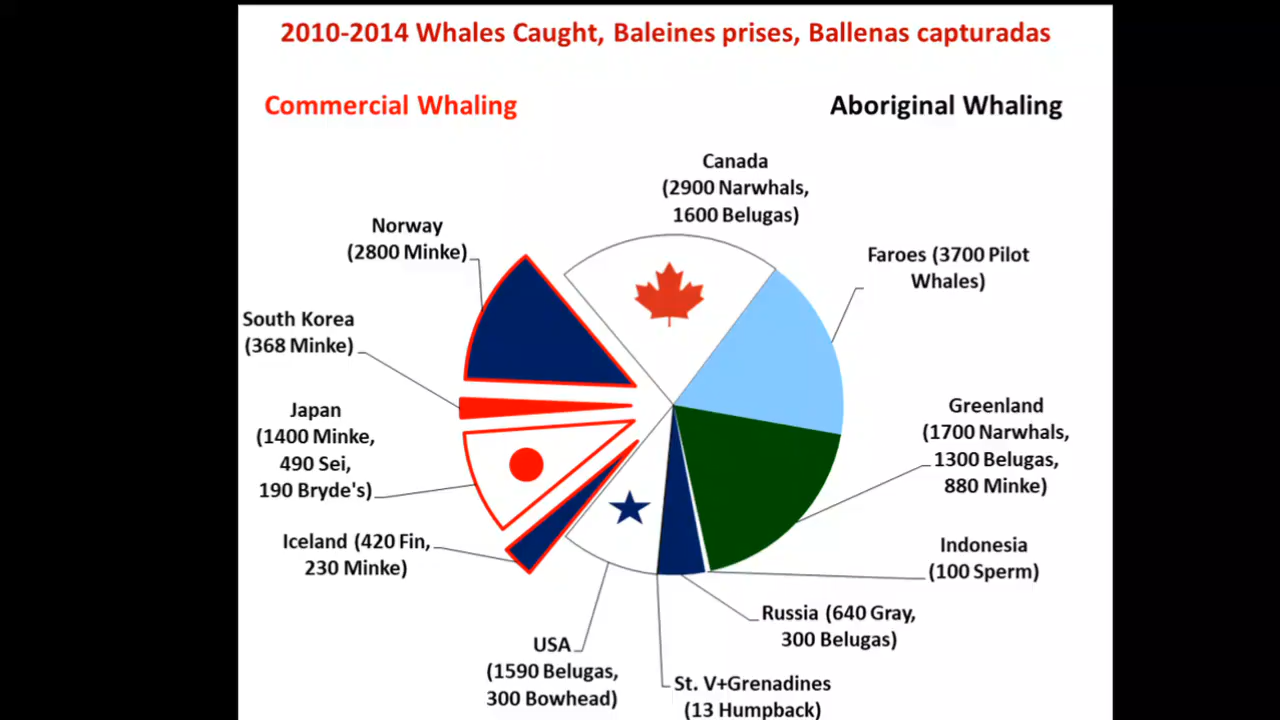 2010-2014 Whales Caught, Baleines prises, Ballenas capturadas
Commercial Whaling
Aboriginal Whaling
Canada
(2900 Narwhals,
1600 Belugas)
Norway
(2800 Minke)
Faroes (3700 Pilot
Whales)
South Korea
(368 Minke)
Japan
(1400 Minke,
490 Sei,
190 Bryde's)
Greenland
(1700 Narwhals,
1300 Belugas,
880 Minke)
Iceland (420 Fin,
230 Minke)
Indonesia
(100 Sperm)
Russia (640 Gray,
300 Belugas)
USA
(1590 Belugas,
300 Bowhead)
St. V+Grenadines
(13 Humpback)